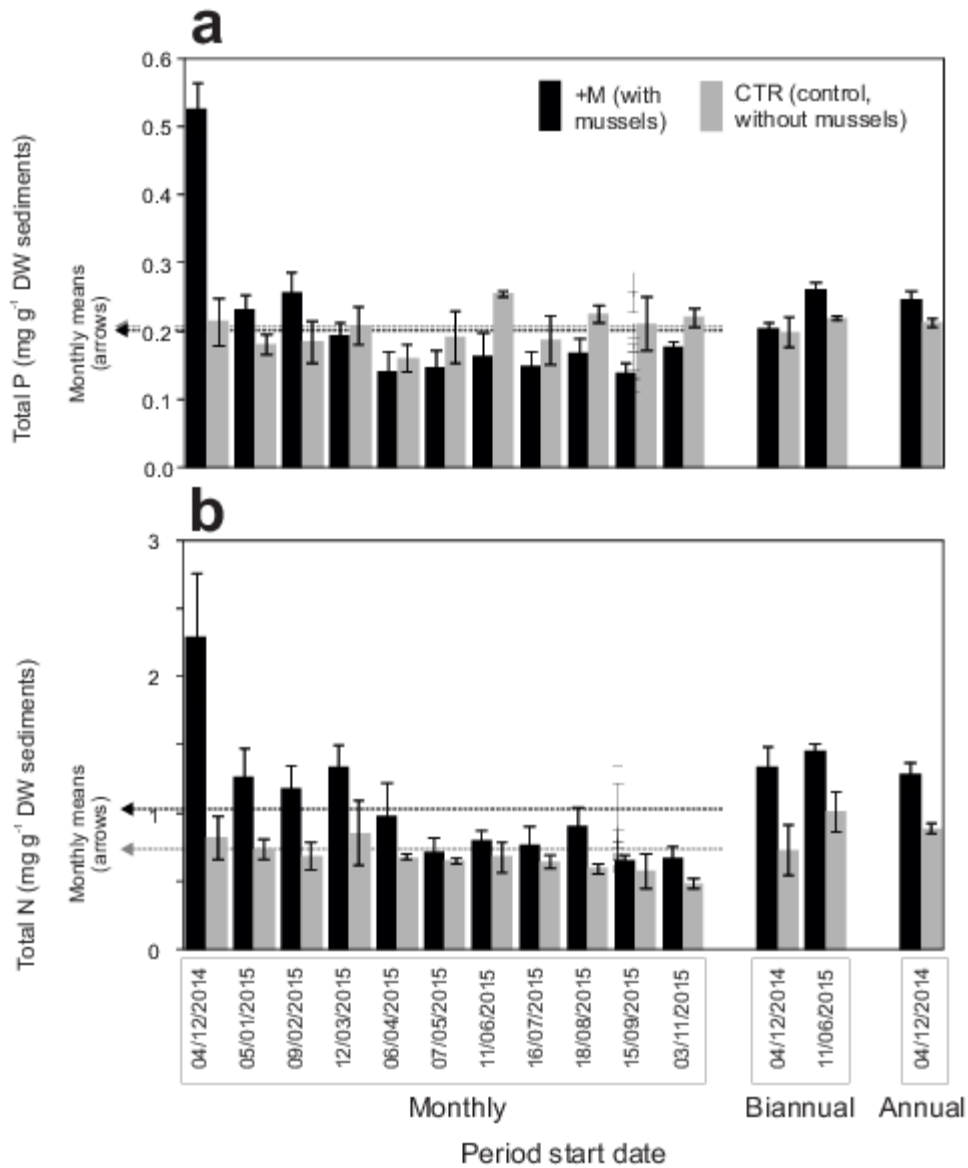 a
0.6
0.5
0.4
0.3
0.2
0.1
0.0
+M (with
mussels)
CTR (control,
without mussels)
Total P (mg g-1 DW sediments)
Monthly means
(arrows)
b
3
2
1
0
Total N (mg g-1 DW sediments)
Monthly means
(arrows)
04/12/2014
05/01/2015
09/02/2015
12/03/2015
06/04/2015
07/05/2015
11/06/2015
16/07/2015
18/08/2015
15/09/2015
03/11/2015
04/12/2014
11/06/2015
04/12/2014
Monthly
Biannual
Annual
Period start date